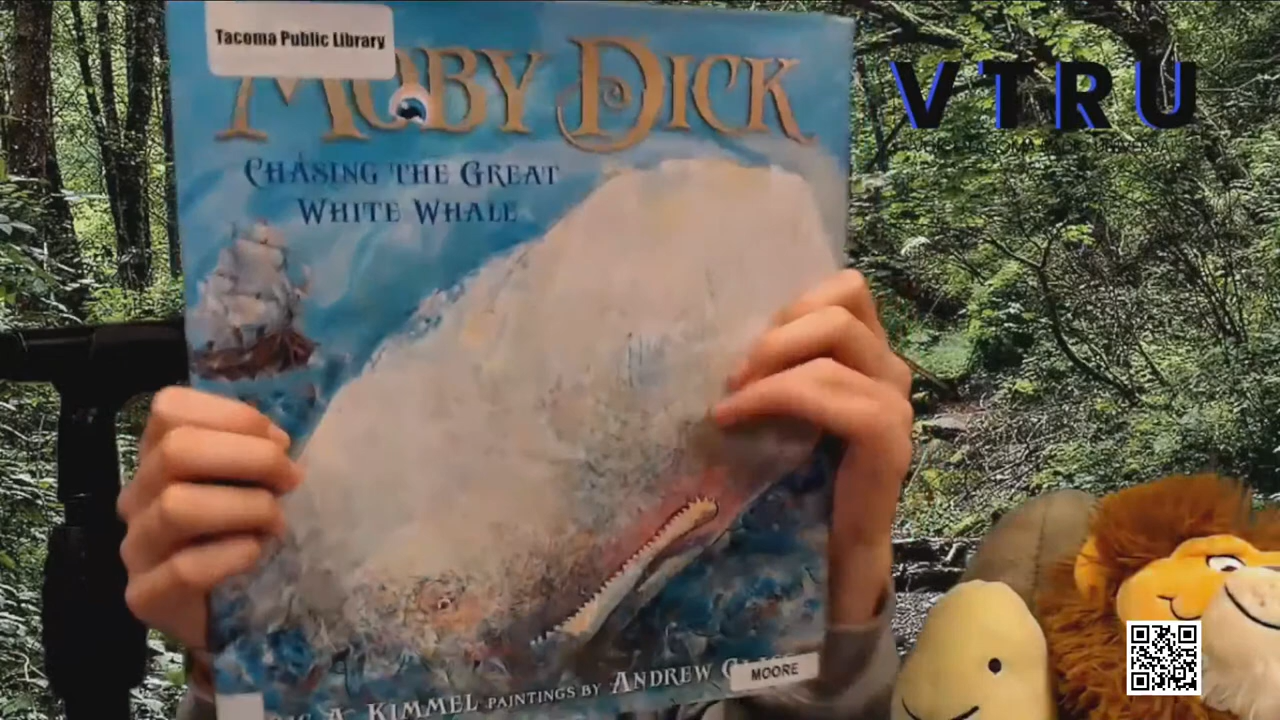 Tacoma Public Library
MOBY DICK
CHASING THE GREAT
WHITE WHALE
VTRU
A. KIMMEL PAINTINGS BY ANDREW
MOORE